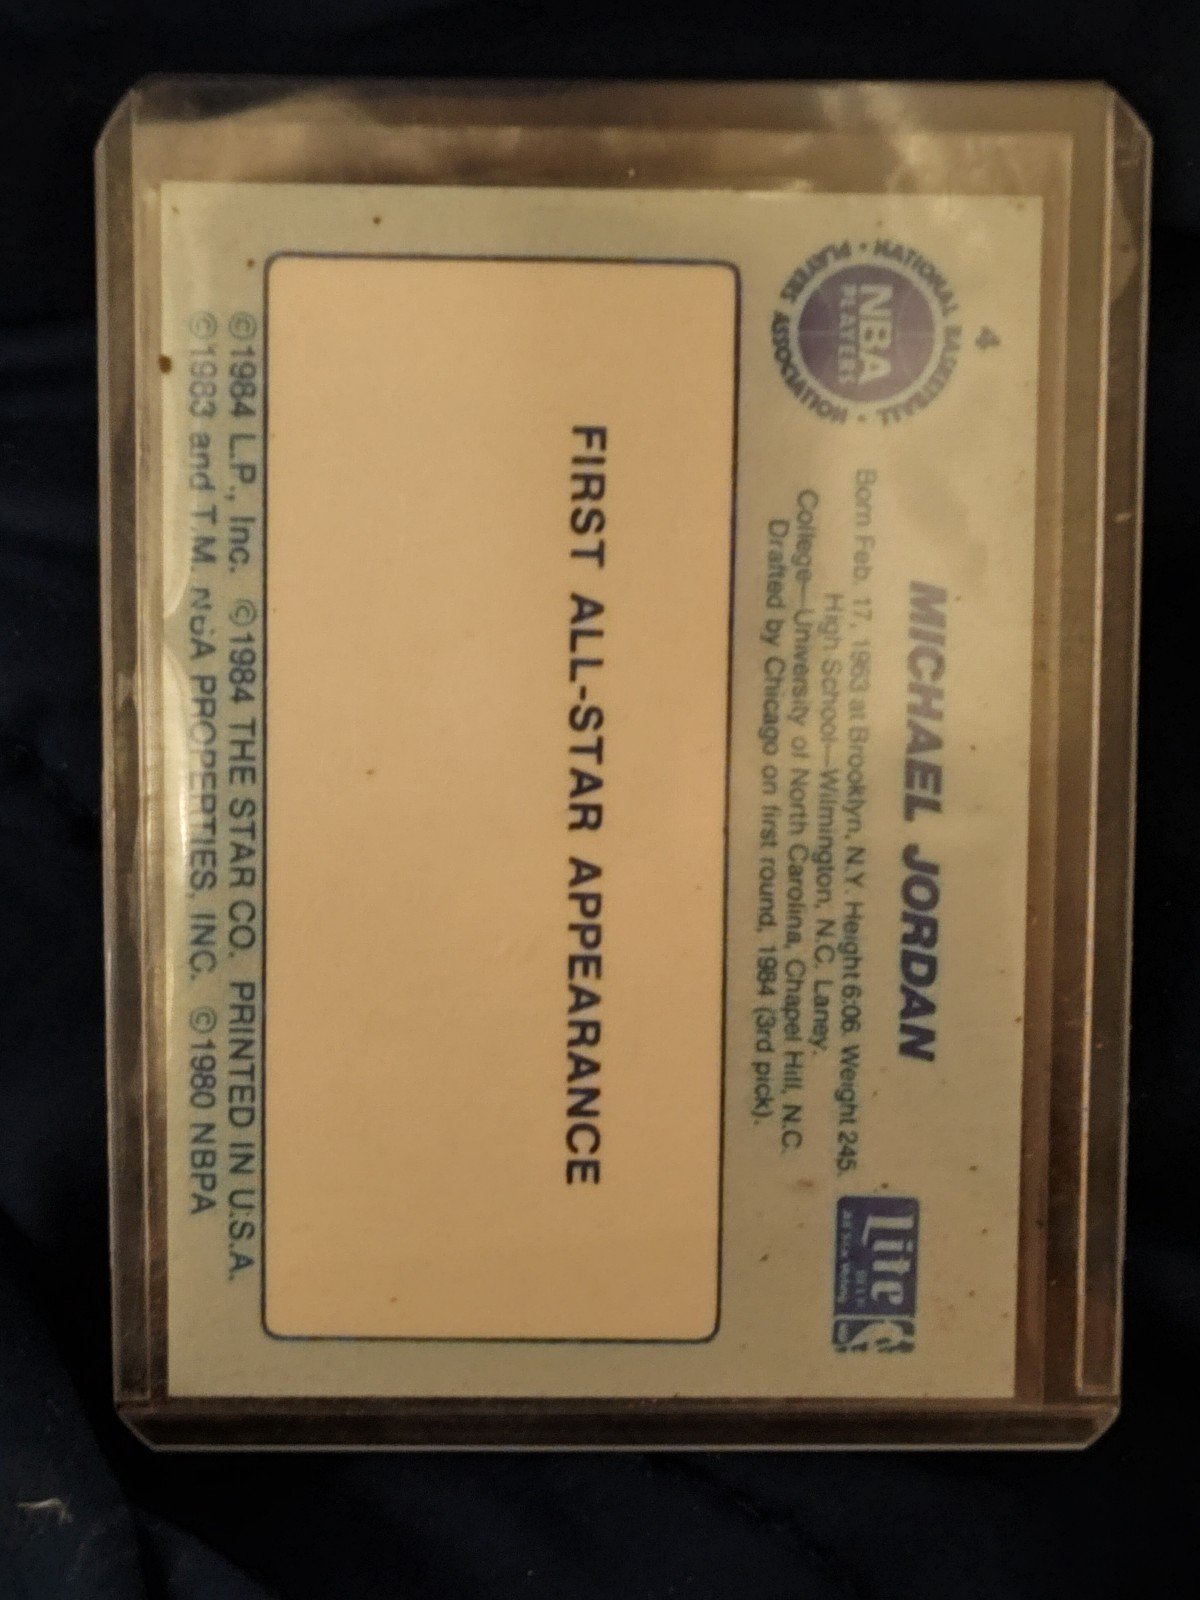 4
NATIONAL BASKETBALL PLAYERS ASSOCIATION
NBA
PLAYERS
MICHAEL JORDAN
Born Feb. 17, 1963 at Brooklyn, N.Y. Height 6:06. Weight 245.
High School—Wilmington, N.C. Laney.
College—University of North Carolina, Chapel Hill, N.C.
Drafted by Chicago on first round, 1984 (3rd pick).
Lite
BEER
FIRST ALL-STAR APPEARANCE
©1984 L.P., Inc. ©1984 THE STAR CO. PRINTED IN U.S.A.
©1983 and T.M. NBA PROPERTIES, INC. ©1980 NBPA